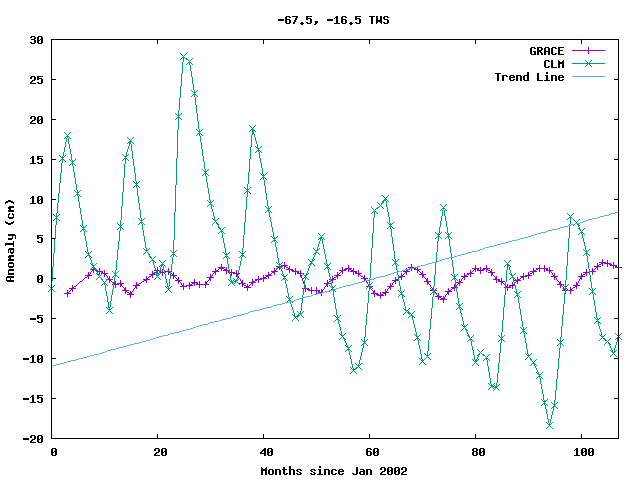 -67.5, -16.5 TWS
GRACE
CLM
Trend Line
30
25
20
15
10
5
0
-5
-10
-15
-20
Anomaly (cm)
0 20 40 60 80 100
Months since Jan 2002